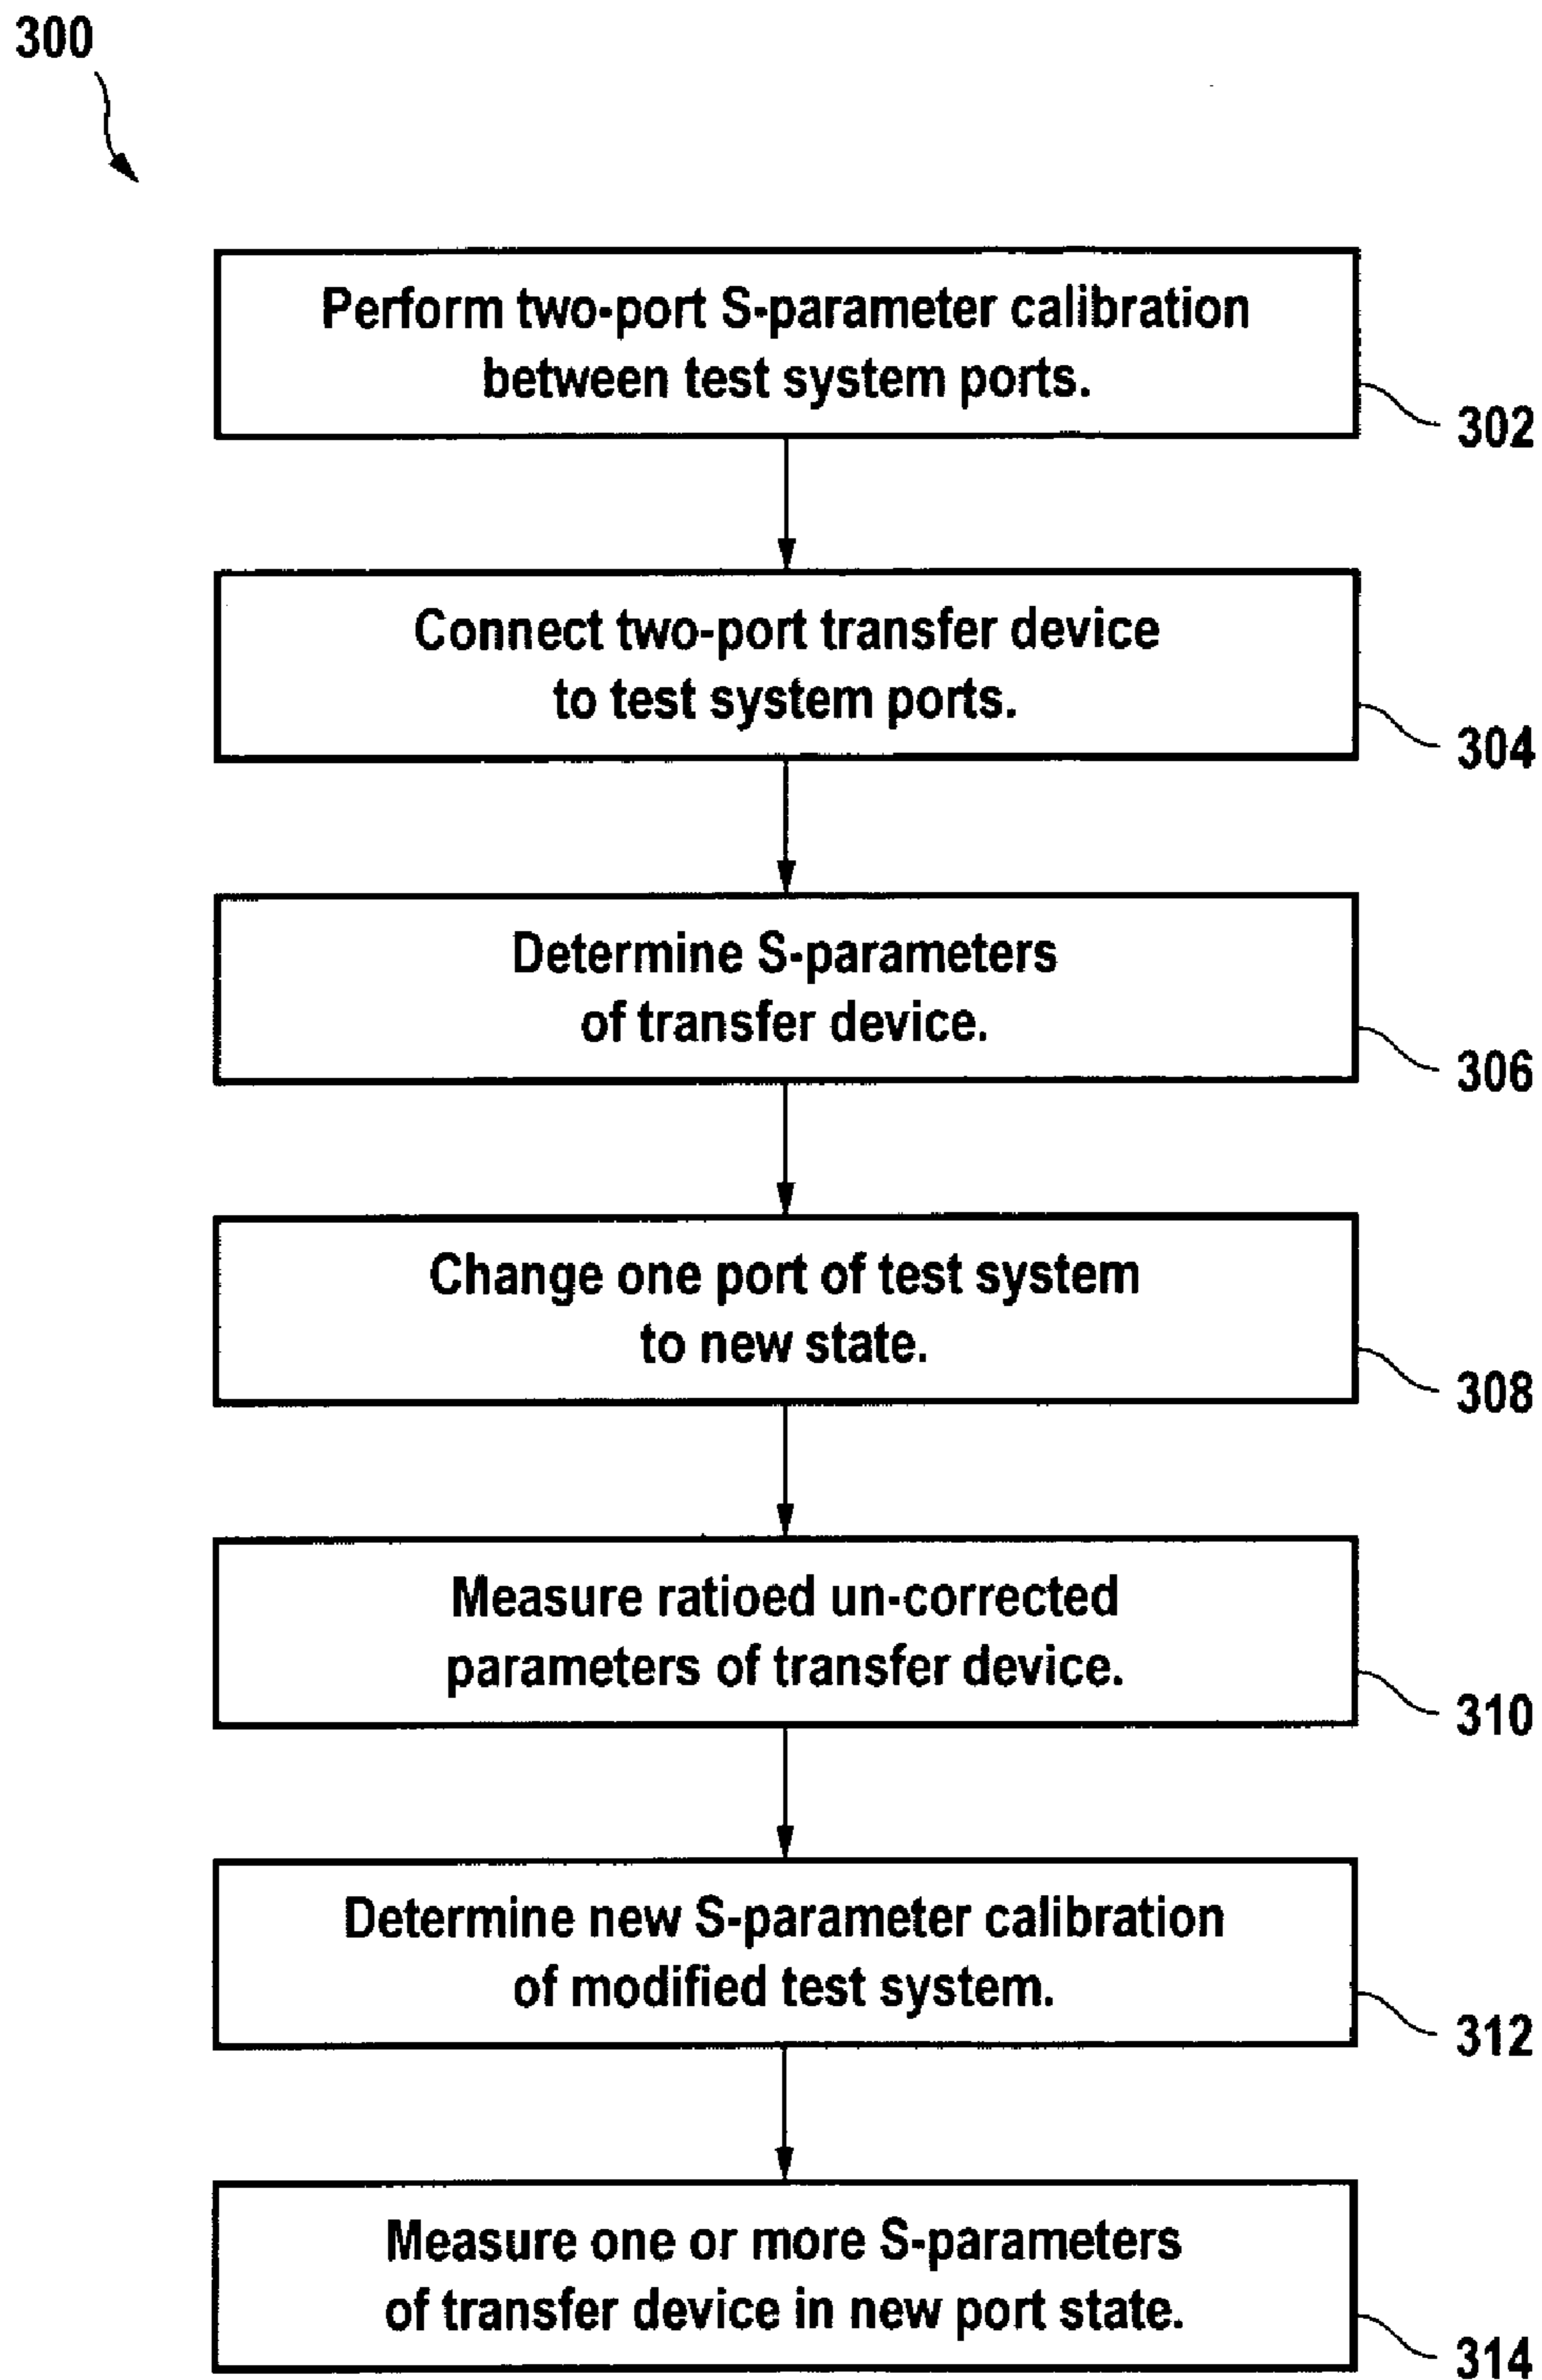 300
Perform two-port S-parameter calibration
between test system ports.
302
Connect two-port transfer device
to test system ports.
304
Determine S-parameters
of transfer device.
306
Change one port of test system
to new state.
308
Measure ratioed un-corrected
parameters of transfer device.
310
Determine new S-parameter calibration
of modified test system.
312
Measure one or more S-parameters
of transfer device in new port state.
314